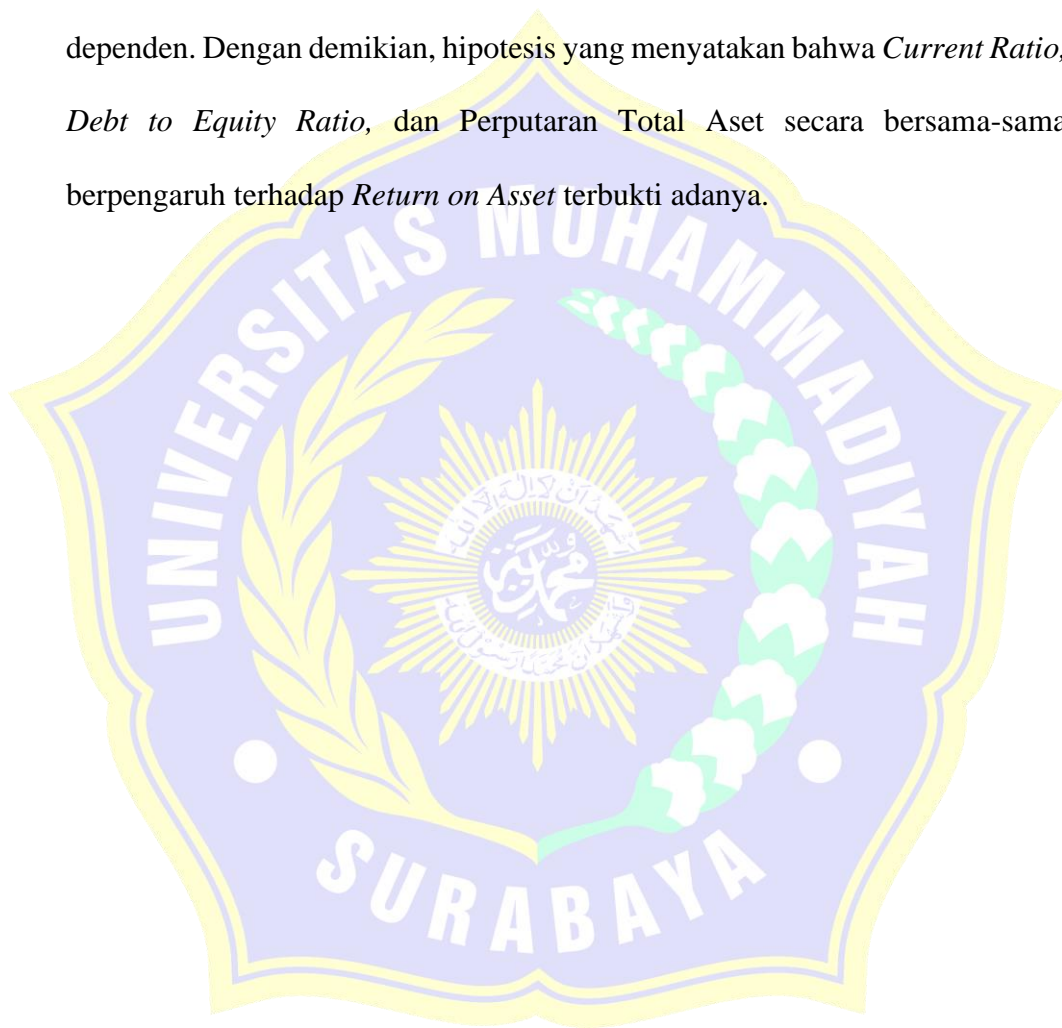 dependen. Dengan demikian, hipotesis yang menyatakan bahwa Current Ratio,
Debt to Equity Ratio, dan Perputaran Total Aset secara bersama-sama
berpengaruh terhadap Return on Asset terbukti adanya.
UNIVERSITAS MUHAMMADIYAH
SURABAYA